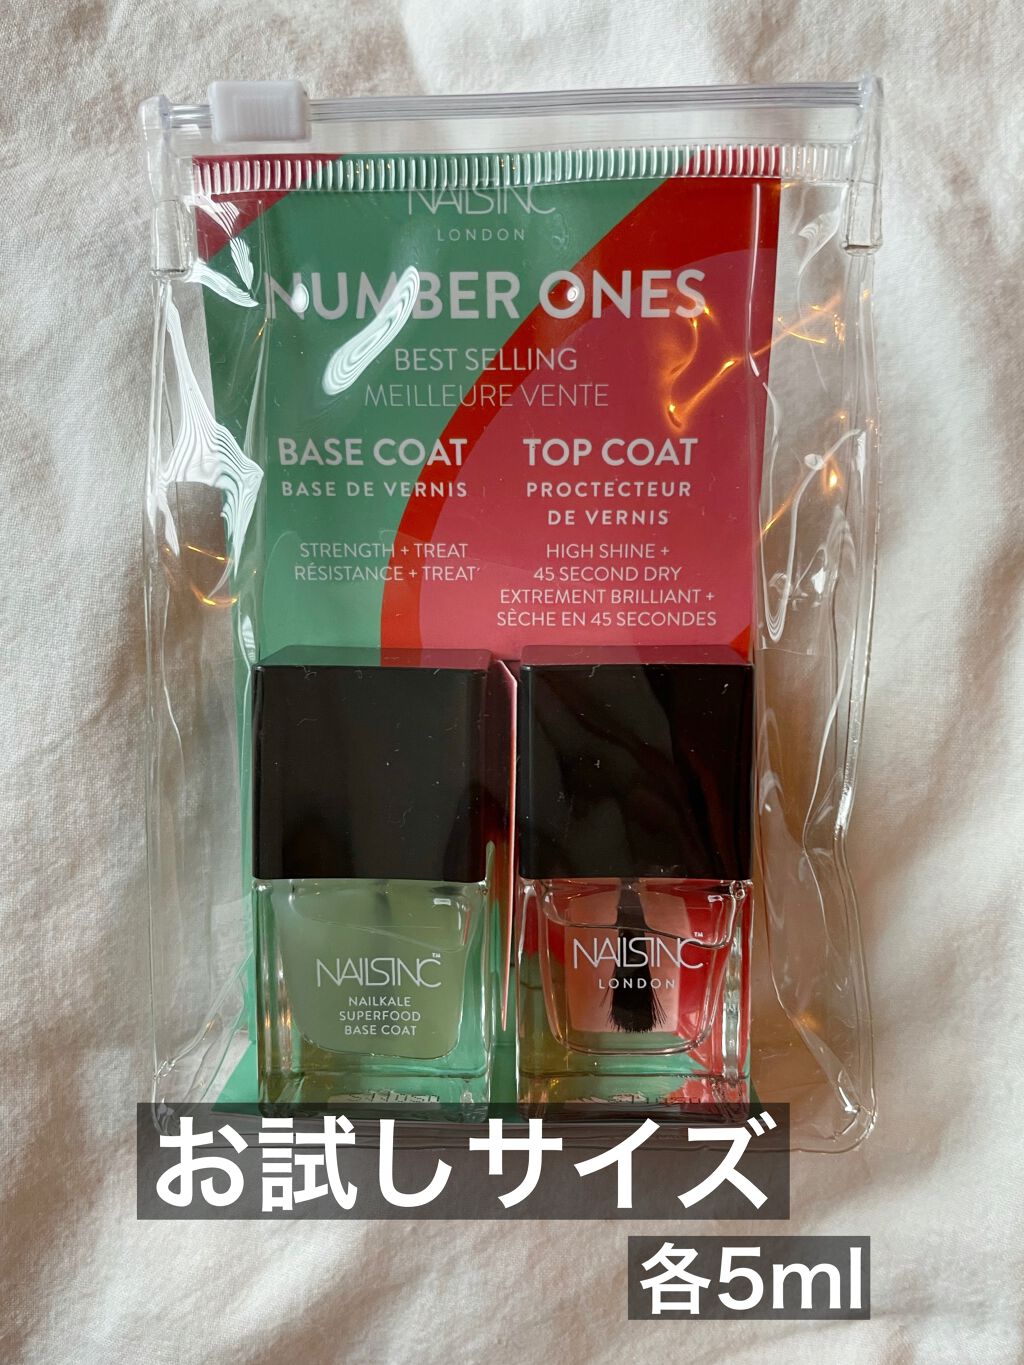 NAILSINC
LONDON
NUMBER ONES
BEST SELLING
MEILLEURE VENTE
BASE COAT
BASE DE VERNIS
STRENGTH + TREAT
RÉSISTANCE + TREAT
TOP COAT
PROCTECTEUR
DE VERNIS
HIGH SHINE +
45 SECOND DRY
EXTREMENT BRILLIANT +
SÈCHE EN 45 SECONDES
NAILSINC™
NAILKALE
SUPERFOOD
BASE COAT
NAILSINC™
LONDON
お試しサイズ
各5ml